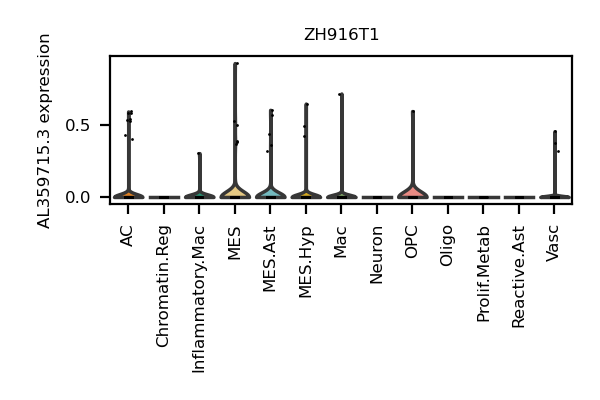 ZH916T1
AL359715.3 expression
0.5
0.0
AC
Chromatin.Reg
Inflammatory.Mac
MES
MES.Ast
MES.Hyp
Mac
Neuron
OPC
Oligo
Prolif.Metab
Reactive.Ast
Vasc